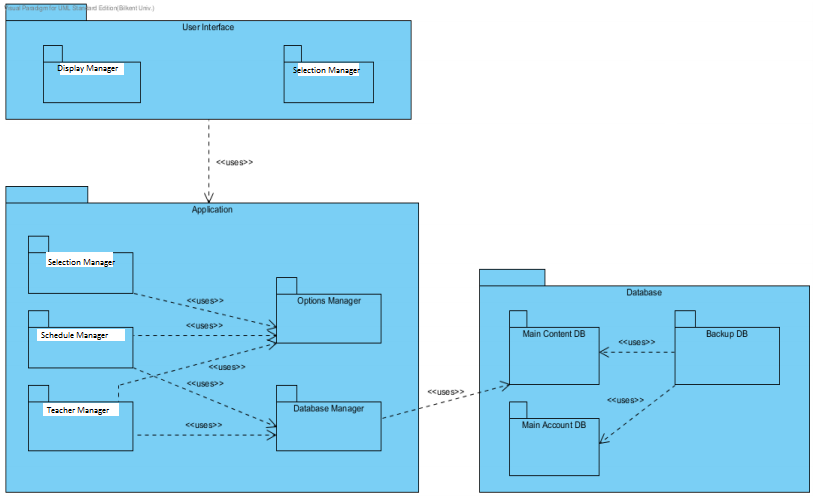 Visual Paradigm for UML Standard Edition(Bilkent Univ.)
User Interface
Display Manager
Selection Manager
<<uses>>
Application
Selection Manager
<<uses>>
Options Manager
Schedule Manager
<<uses>>
<<uses>>
<<uses>>
Teacher Manager
Database Manager
<<uses>>
<<uses>>
Database
Main Content DB
<<uses>>
Backup DB
<<uses>>
Main Account DB